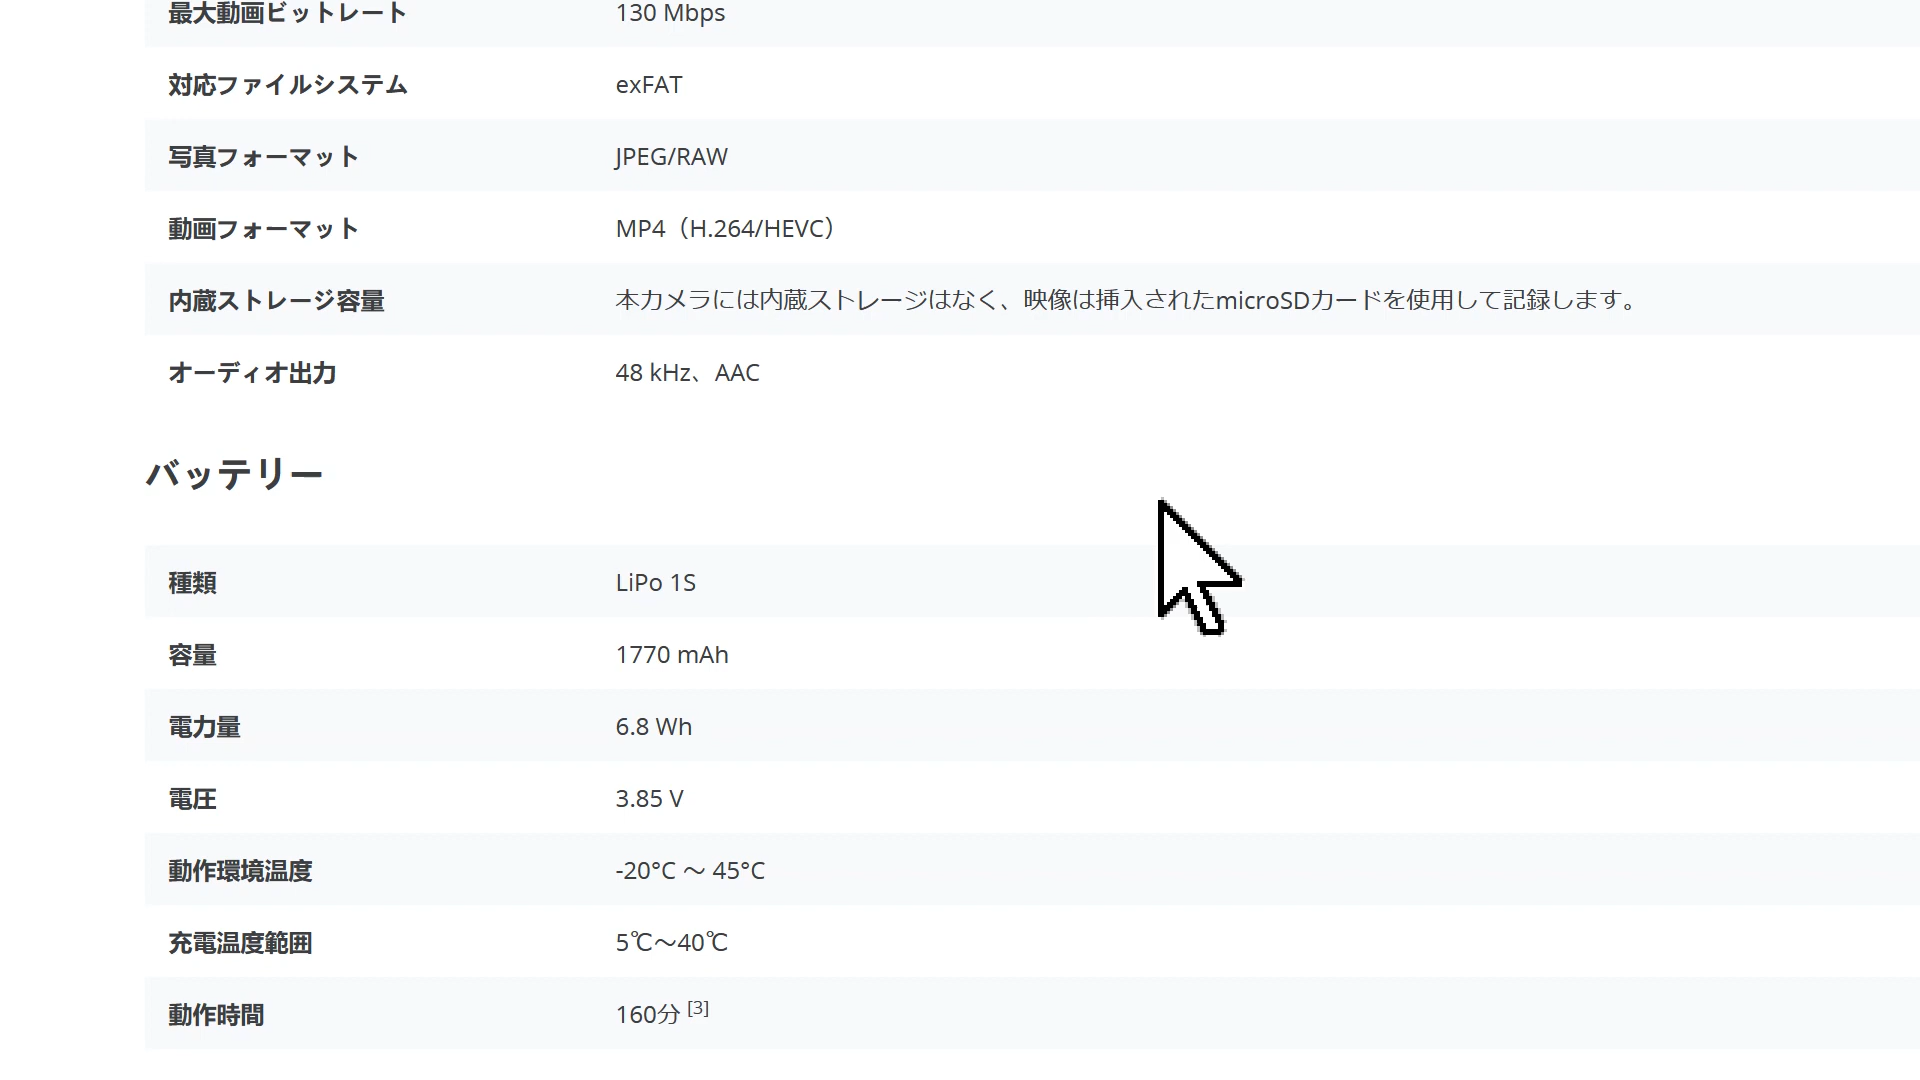 最大動画ビットレート 130 Mbps
対応ファイルシステム exFAT
写真フォーマット JPEG/RAW
動画フォーマット MP4（H.264/HEVC）
内蔵ストレージ容量 本カメラには内蔵ストレージはなく、映像は挿入されたmicroSDカードを使用して記録します。
オーディオ出力 48 kHz、AAC
バッテリー
種類 LiPo 1S
容量 1770 mAh
電力量 6.8 Wh
電圧 3.85 V
動作環境温度 -20°C ～ 45°C
充電温度範囲 5℃～40℃
動作時間 160分 [3]